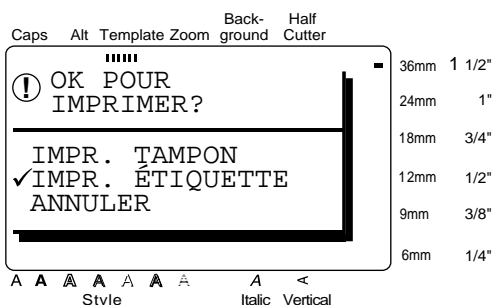 Back- Half
Caps Alt Template Zoom ground Cutter
OK POUR
IMPRIMER?
IMPR. TAMPON
✓IMPR. ÉTIQUETTE
ANNULER
36mm 1 1/2"
24mm 1"
18mm 3/4"
12mm 1/2"
9mm 3/8"
6mm 1/4"
A A A A A A A A A
Style Italic Vertical